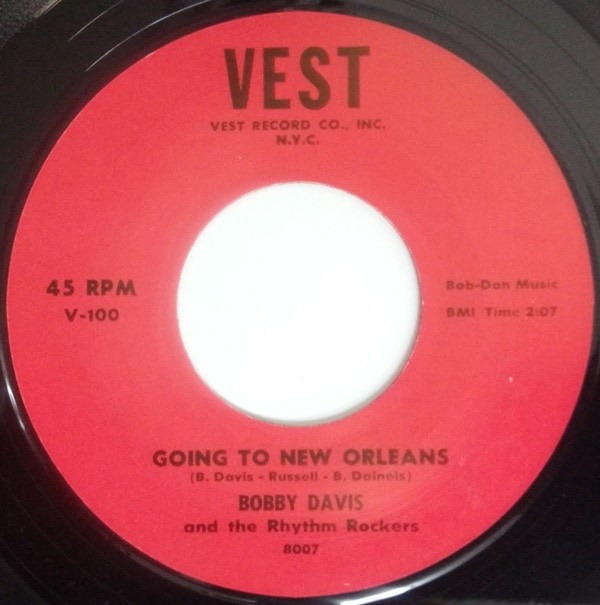 VEST
VEST RECORD CO., INC.
N.Y.C.
45 RPM
V-100
Bob-Dan Music
BMI Time 2:07
GOING TO NEW ORLEANS
(B. Davis - Russell - B. Dainels)
BOBBY DAVIS
and the Rhythm Rockers
8007